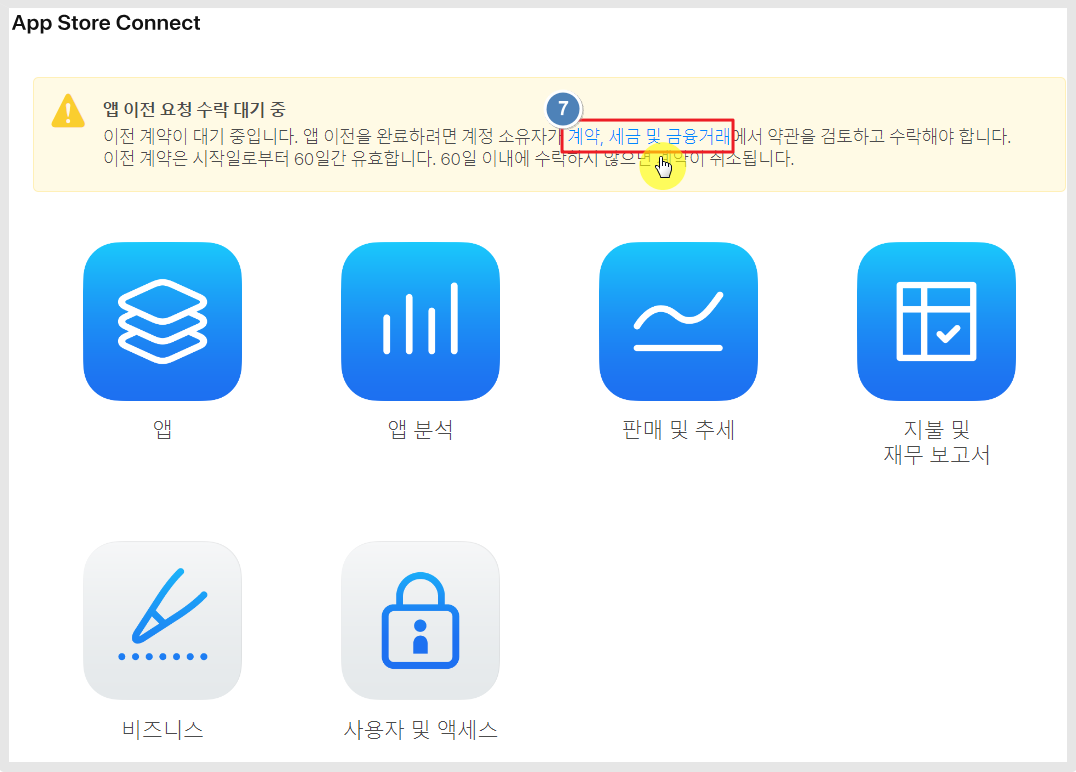 App Store Connect
앱 이전 요청 수락 대기 중
7
이전 계약이 대기 중입니다. 앱 이전을 완료하려면 계정 소유자가 계약, 세금 및 금융거래에서 약관을 검토하고 수락해야 합니다.
이전 계약은 시작일로부터 60일간 유효합니다. 60일 이내에 수락하지 않으면 계약이 취소됩니다.
앱
앱 분석
판매 및 추세
지불 및
재무 보고서
비즈니스
사용자 및 액세스